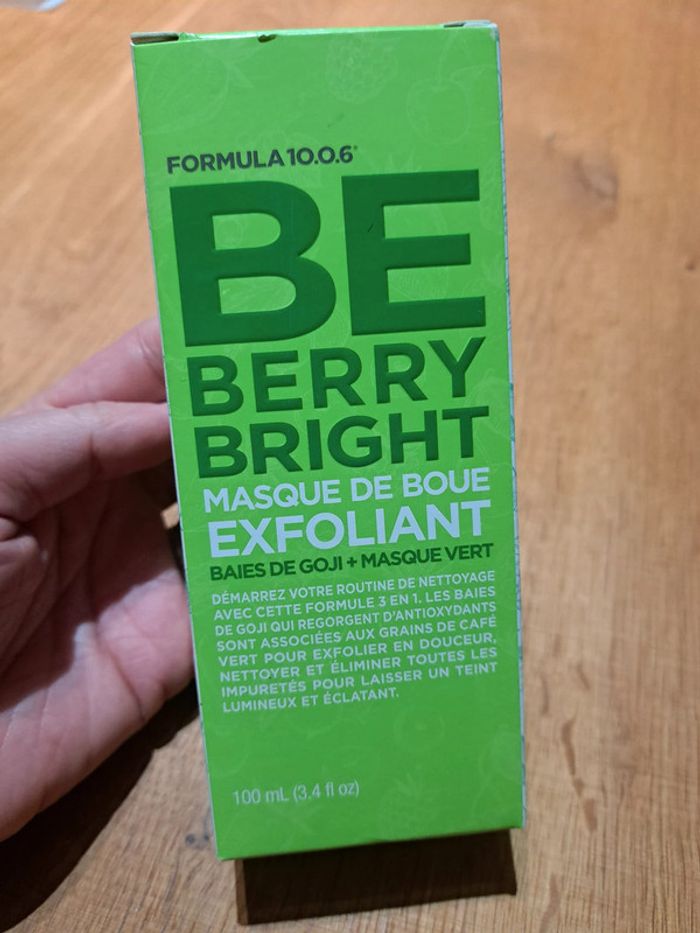 FORMULA 10.0.6®
BE
BERRY
BRIGHT
MASQUE DE BOUE
EXFOLIANT
BAIES DE GOJI + MASQUE VERT
DÉMARREZ VOTRE ROUTINE DE NETTOYAGE
AVEC CETTE FORMULE 3 EN 1. LES BAIES
DE GOJI QUI REGORGENT D'ANTIOXYDANTS
SONT ASSOCIÉES AUX GRAINS DE CAFÉ
VERT POUR EXFOLIER EN DOUCEUR,
NETTOYER ET ÉLIMINER TOUTES LES
IMPURETÉS POUR LAISSER UN TEINT
LUMINEUX ET ÉCLATANT.
100 mL (3.4 fl oz)